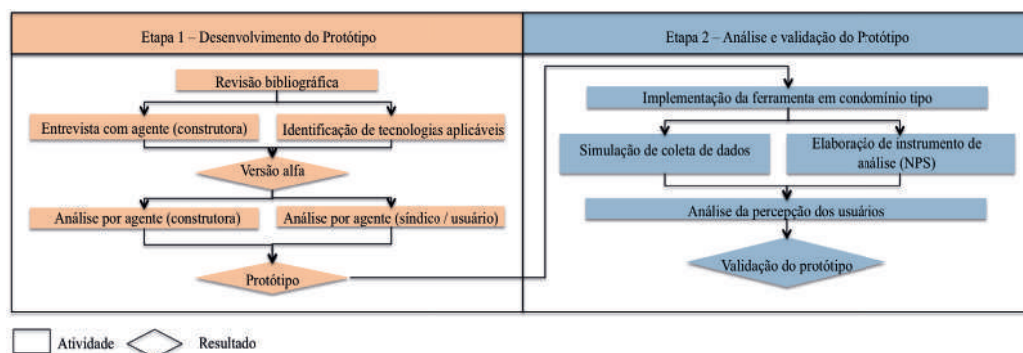 Etapa 1 – Desenvolvimento do Protótipo
Revisão bibliográfica
Entrevista com agente (construtora)
Identificação de tecnologias aplicáveis
Versão alfa
Análise por agente (construtora)
Análise por agente (síndico / usuário)
Protótipo
Etapa 2 – Análise e validação do Protótipo
Implementação da ferramenta em condomínio tipo
Simulação de coleta de dados
Elaboração de instrumento de
análise (NPS)
Análise da percepção dos usuários
Validação do protótipo
Atividade
Resultado